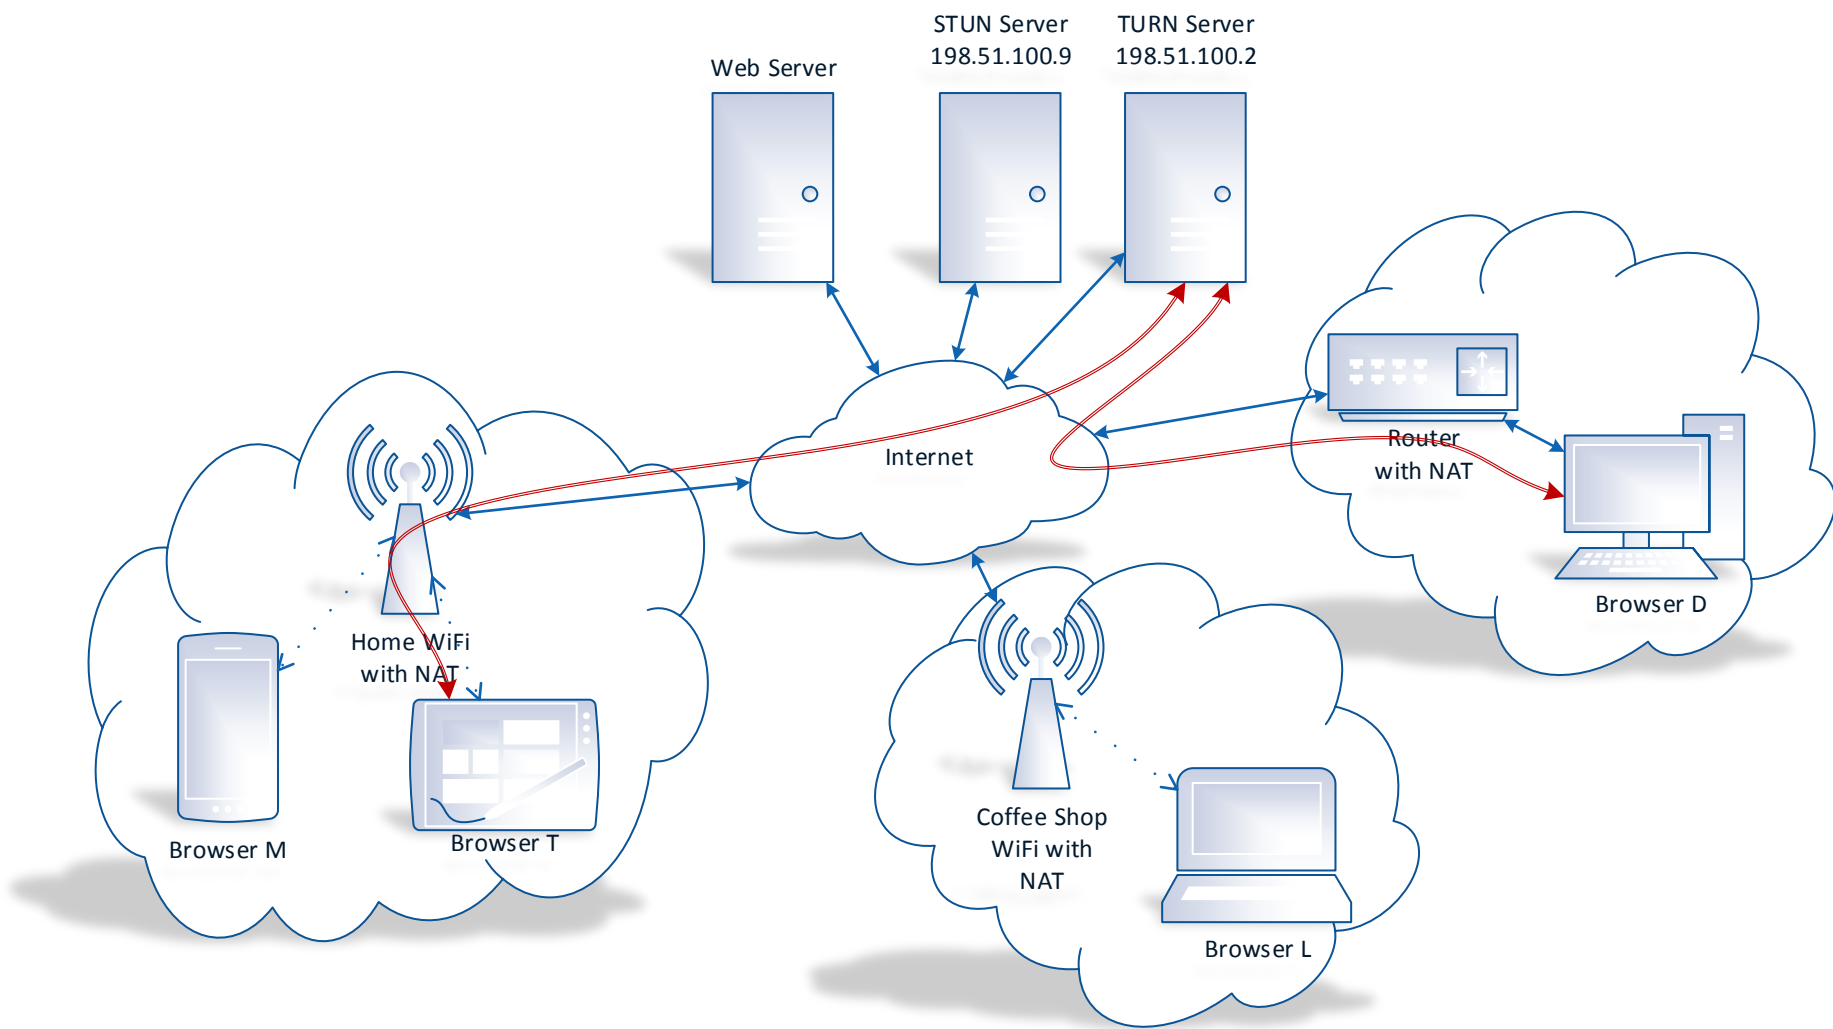 STUN Server
198.51.100.9
TURN Server
198.51.100.2
Web Server
Internet
Router
with NAT
Browser D
Home WiFi
with NAT
Browser M
Browser T
Coffee Shop
WiFi with
NAT
Browser L